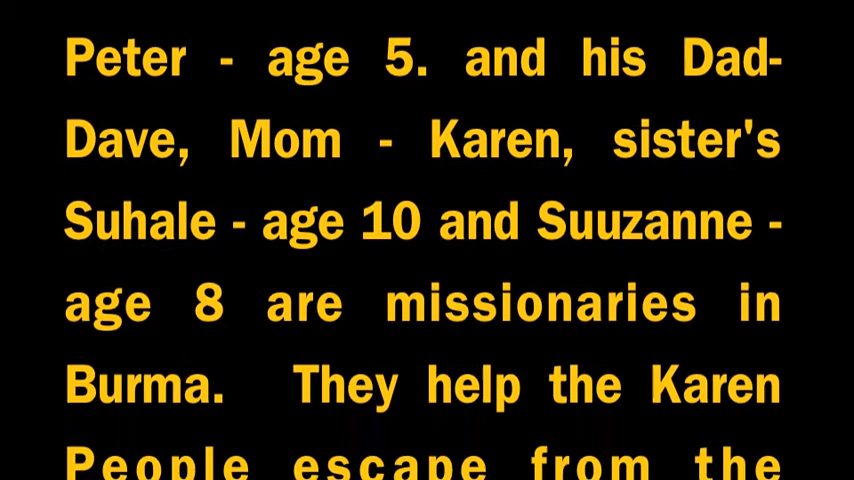 Peter - age 5. and his Dad-
Dave, Mom - Karen, sister's
Suhale - age 10 and Suuzanne -
age 8 are missionaries in
Burma. They help the Karen
People escape from the